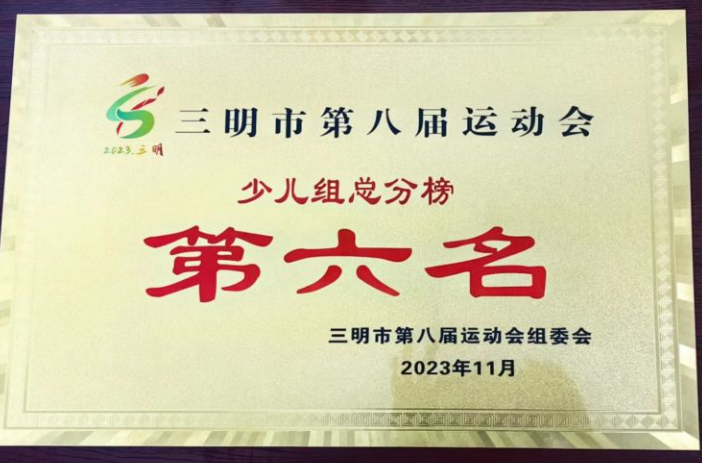 三明市第八届运动会
2023.三明
少儿组总分榜
第六名
三明市第八届运动会组委会
2023年11月